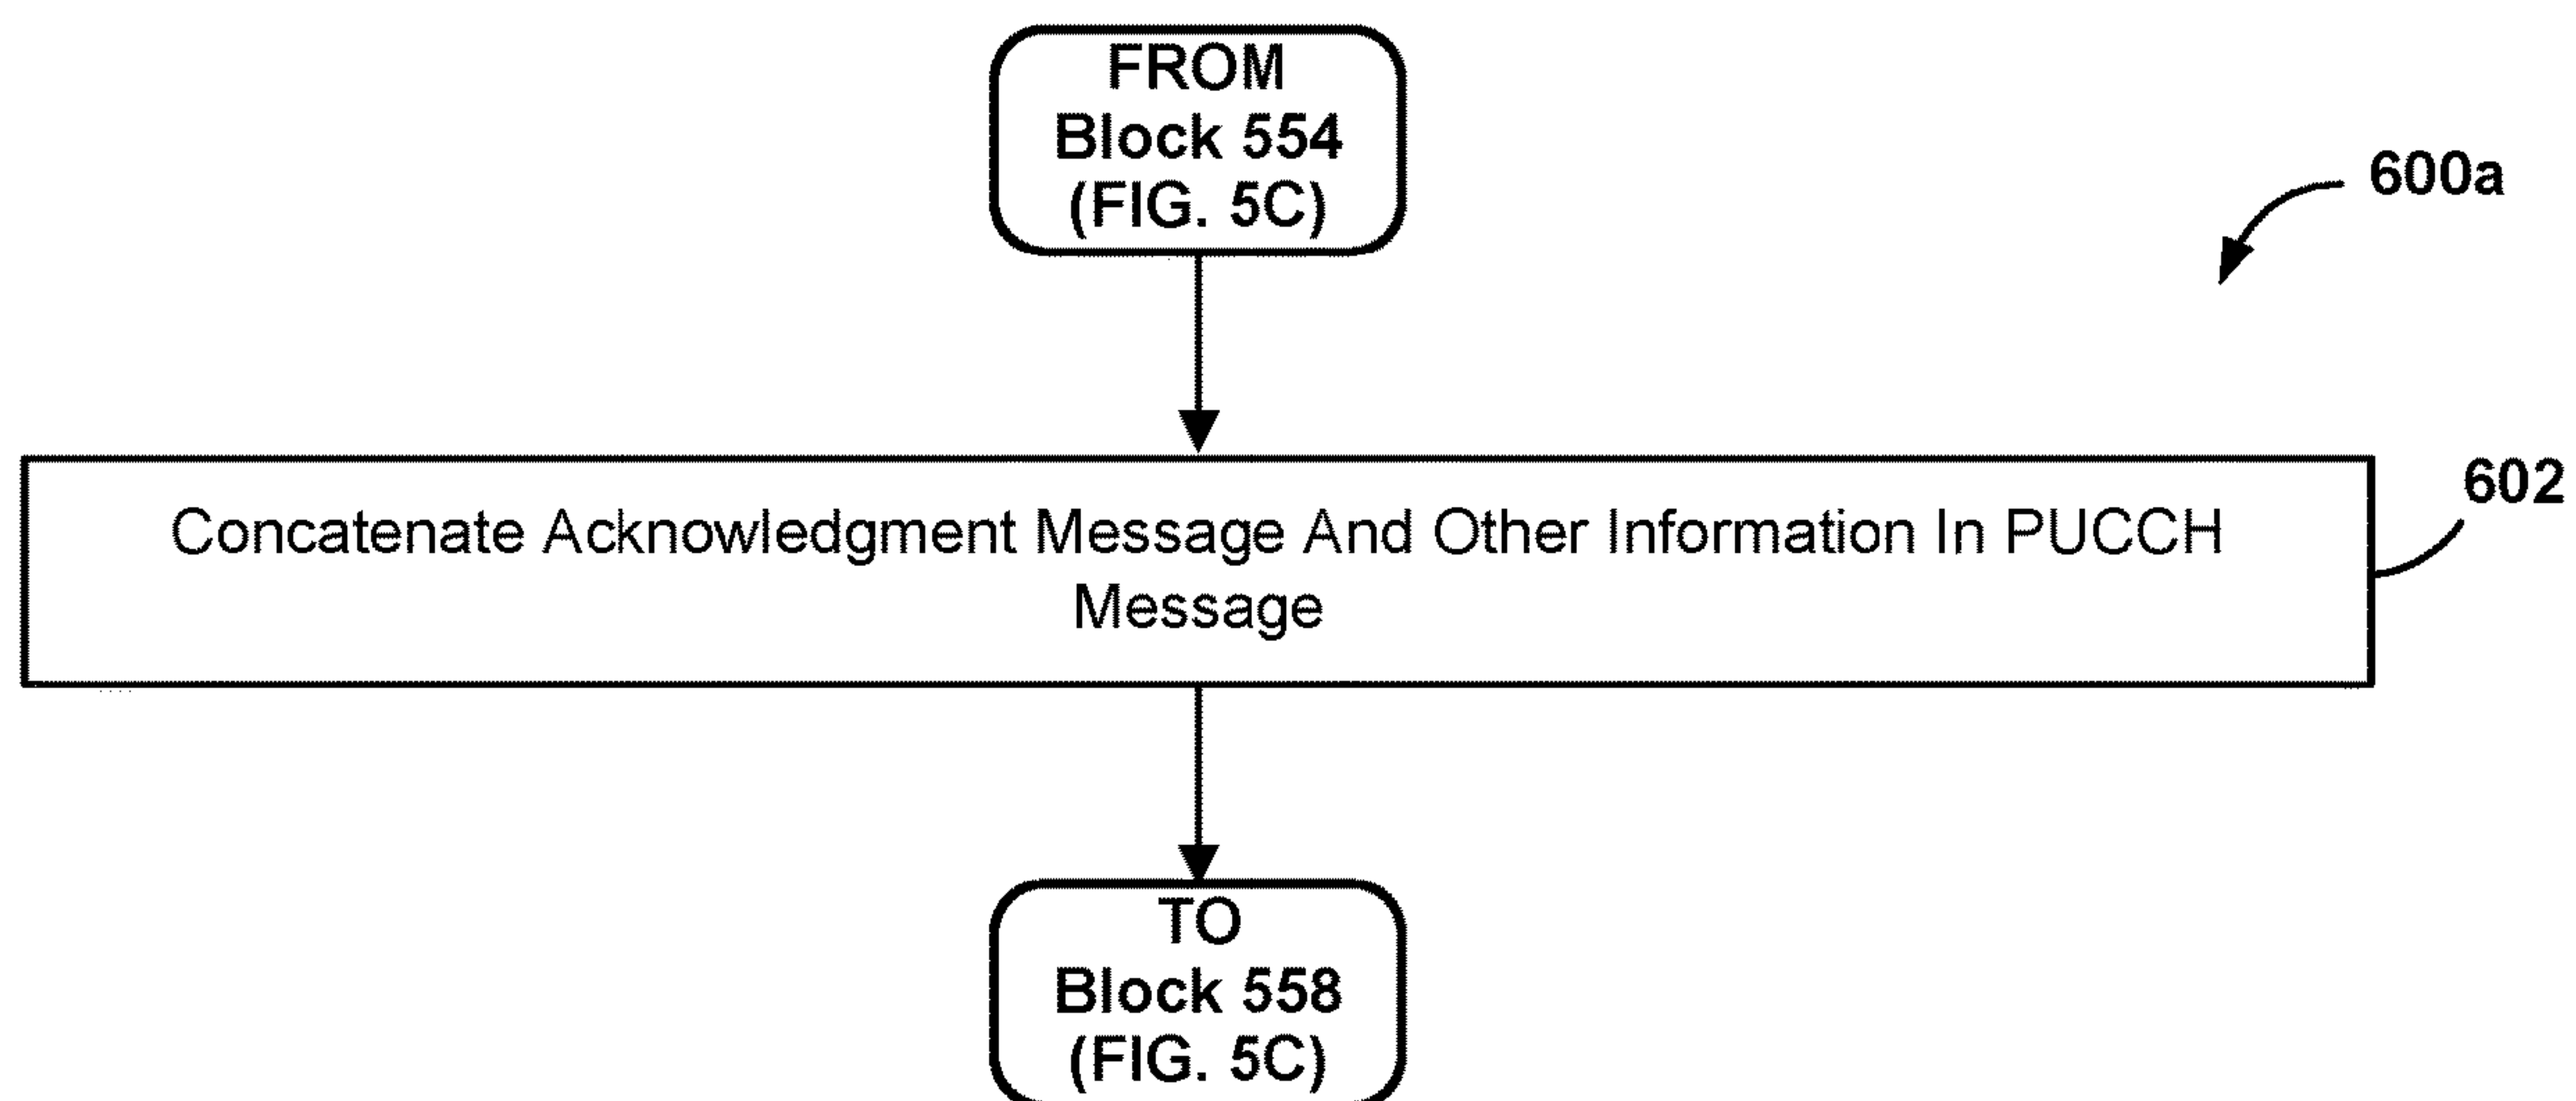 FROM
Block 554
(FIG. 5C)
600a
602
Concatenate Acknowledgment Message And Other Information In PUCCH
Message
TO
Block 558
(FIG. 5C)